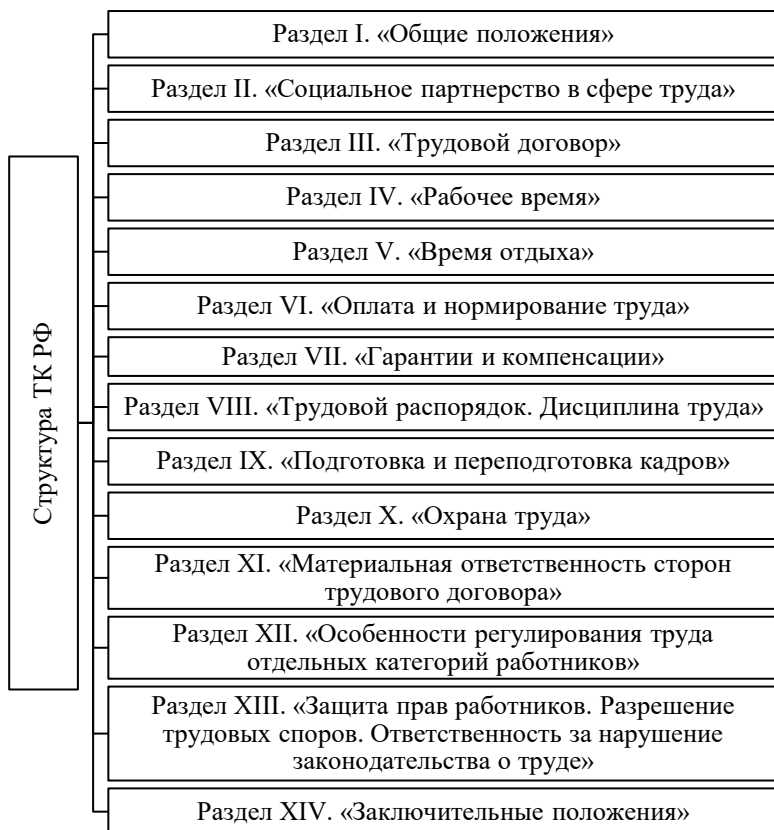 Структура ТК РФ
Раздел I. «Общие положения»
Раздел II. «Социальное партнерство в сфере труда»
Раздел III. «Трудовой договор»
Раздел IV. «Рабочее время»
Раздел V. «Время отдыха»
Раздел VI. «Оплата и нормирование труда»
Раздел VII. «Гарантии и компенсации»
Раздел VIII. «Трудовой распорядок. Дисциплина труда»
Раздел IX. «Подготовка и переподготовка кадров»
Раздел X. «Охрана труда»
Раздел XI. «Материальная ответственность сторон
трудового договора»
Раздел XII. «Особенности регулирования труда
отдельных категорий работников»
Раздел XIII. «Защита прав работников. Разрешение
трудовых споров. Ответственность за нарушение
законодательства о труде»
Раздел XIV. «Заключительные положения»